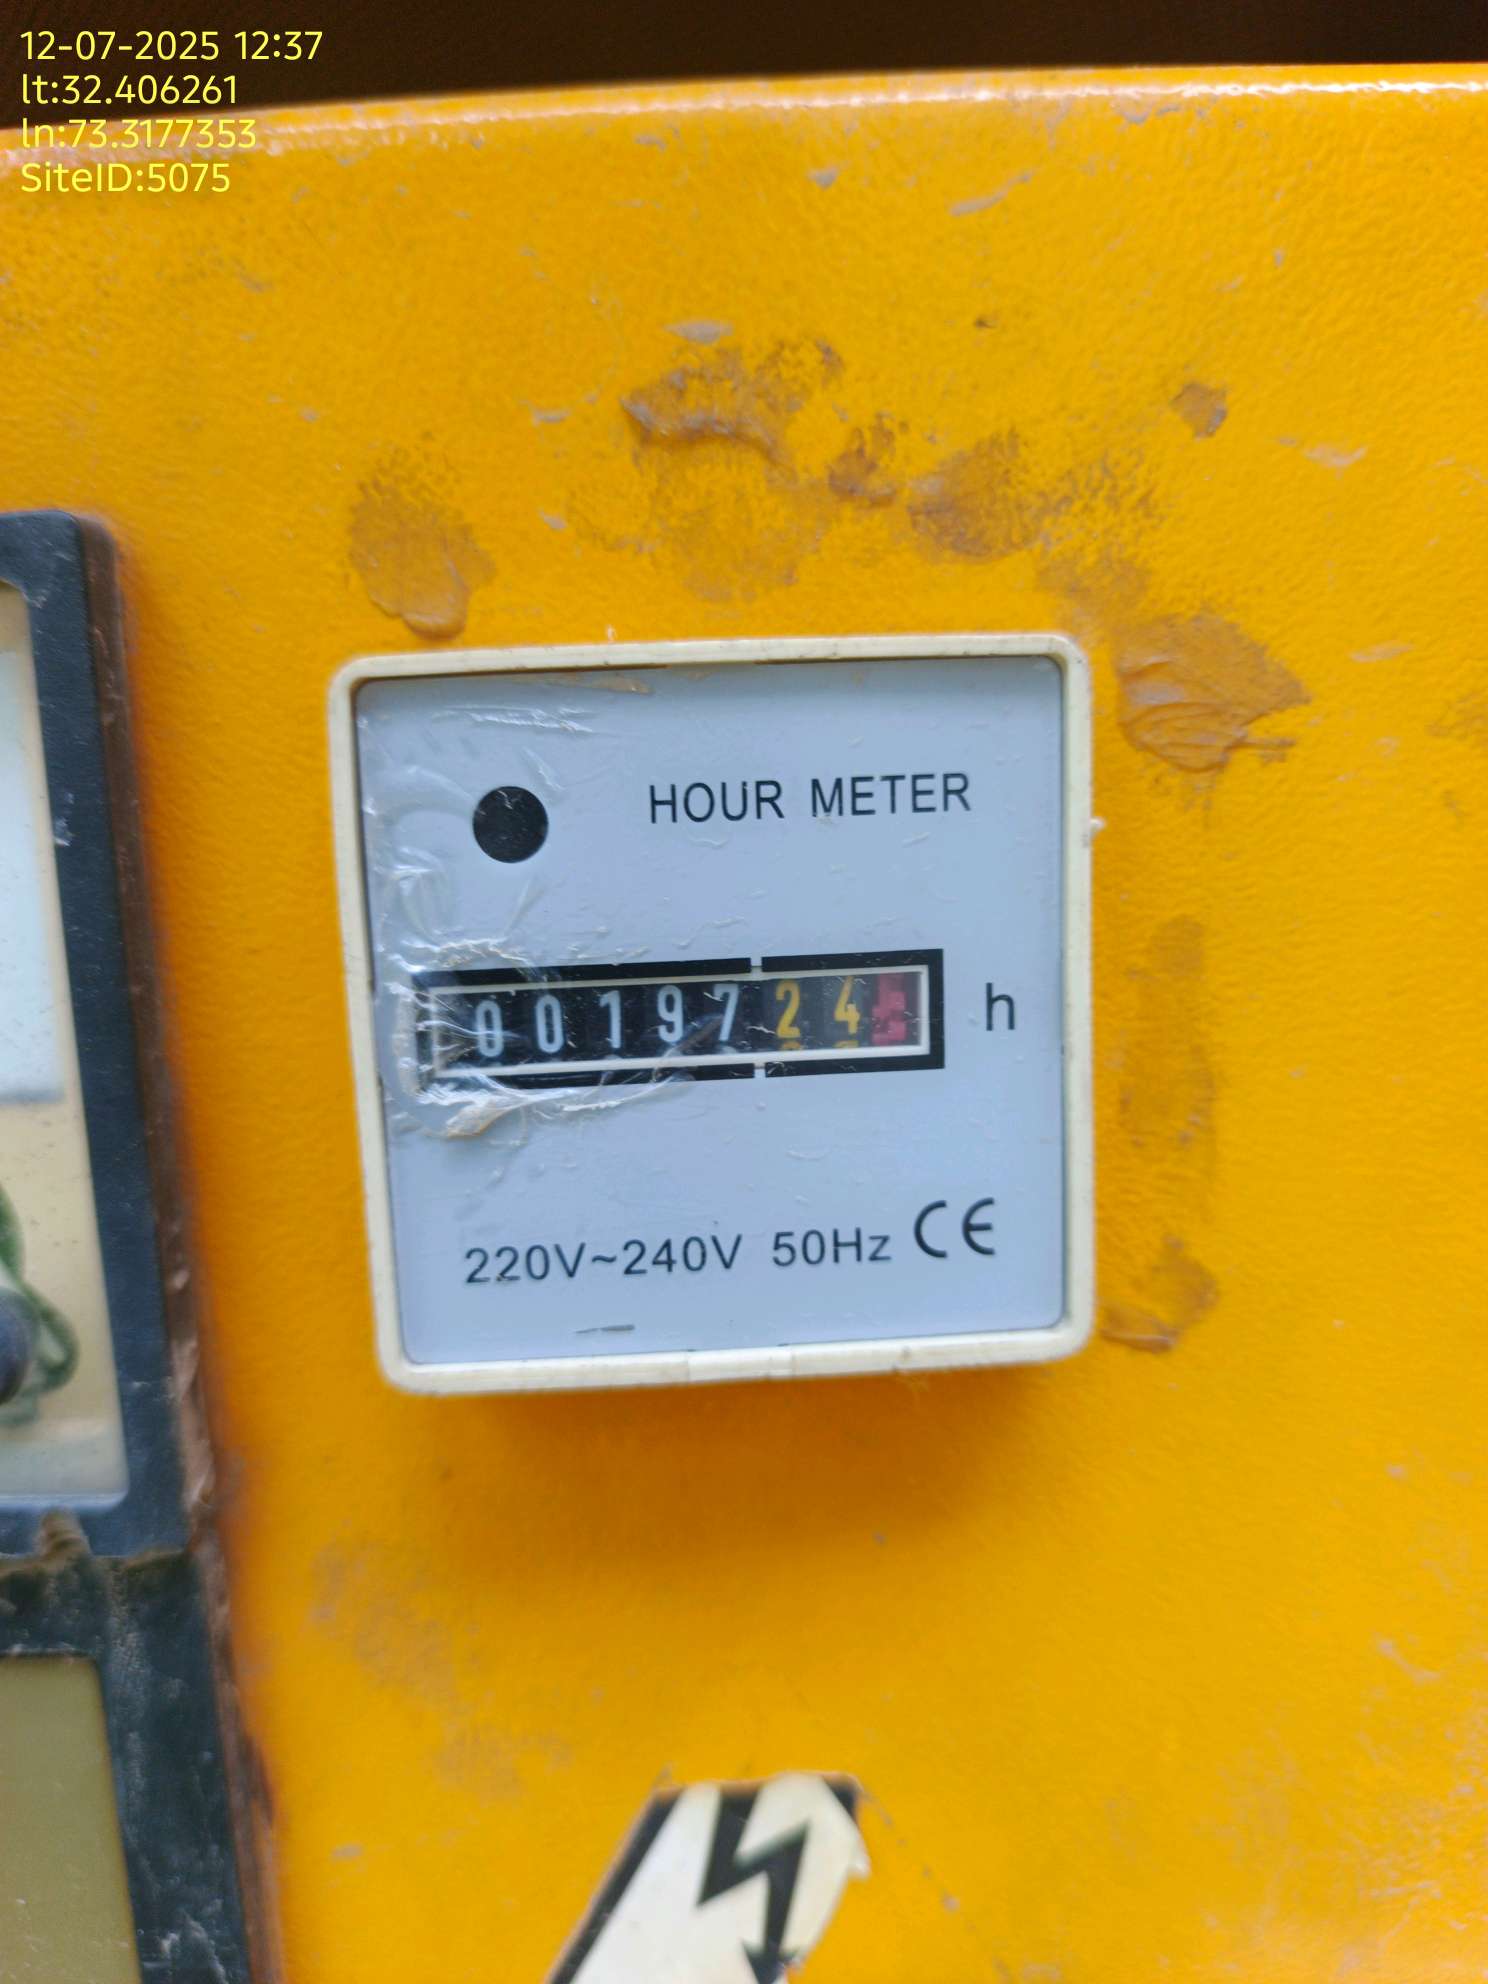 12-07-2025 12:37
lt:32.406261
ln:73.3177353
SiteID:5075
HOUR METER
0019724 h
220V~240V 50Hz CE